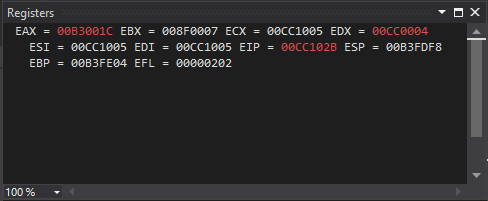 Registers
EAX = 00B3001C EBX = 008F0007 ECX = 00CC1005 EDX = 00CC0004
ESI = 00CC1005 EDI = 00CC1005 EIP = 00CC102B ESP = 00B3FDF8
EBP = 00B3FE04 EFL = 00000202
100 %